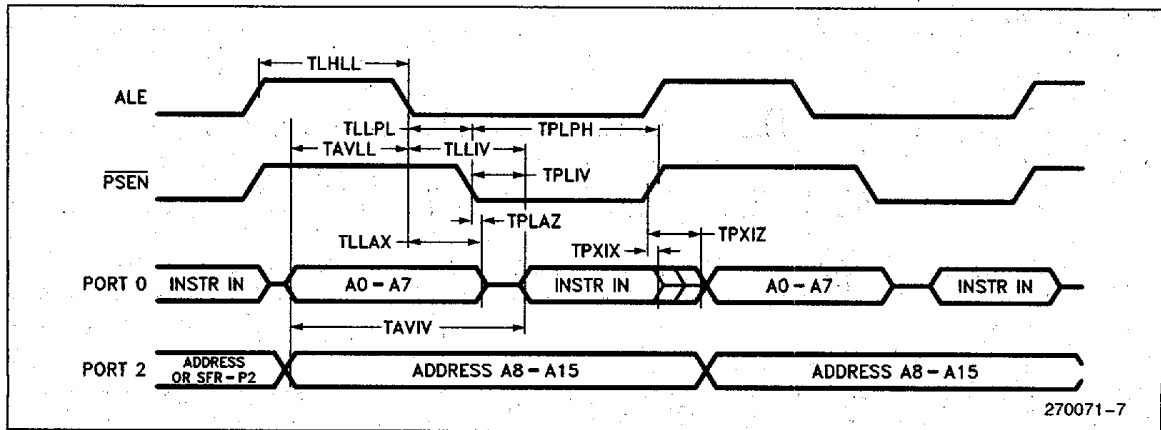 TLHLL
ALE
TLLPL
TPLPH
TAVLL
TLLIV
PSEN
TPLIV
TPLAZ
TLLAX
TPXIX
TPXIZ
PORT 0
INSTR IN
A0-A7
INSTR IN
A0-A7
INSTR IN
TAVIV
PORT 2
ADDRESS
OR SFR-P2
ADDRESS A8-A15
ADDRESS A8-A15
270071-7